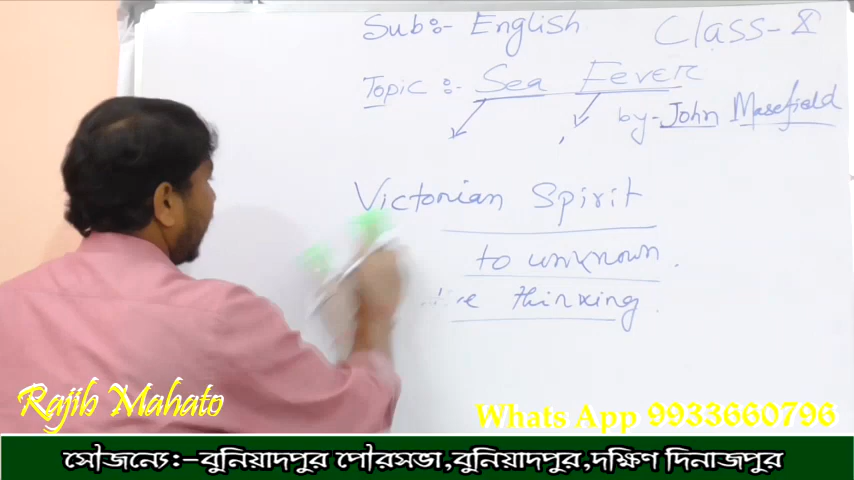 Sub:- English
Class-X
Topic :- Sea Fever
by- John Masefield
Victorian Spirit
to unknown.
thinking.
Rajib Mahato
Whats App 9933660796
সৌজন্যে:-বুনিয়াদপুর পৌরসভা,বুনিয়াদপুর,দক্ষিণ দিনাজপুর